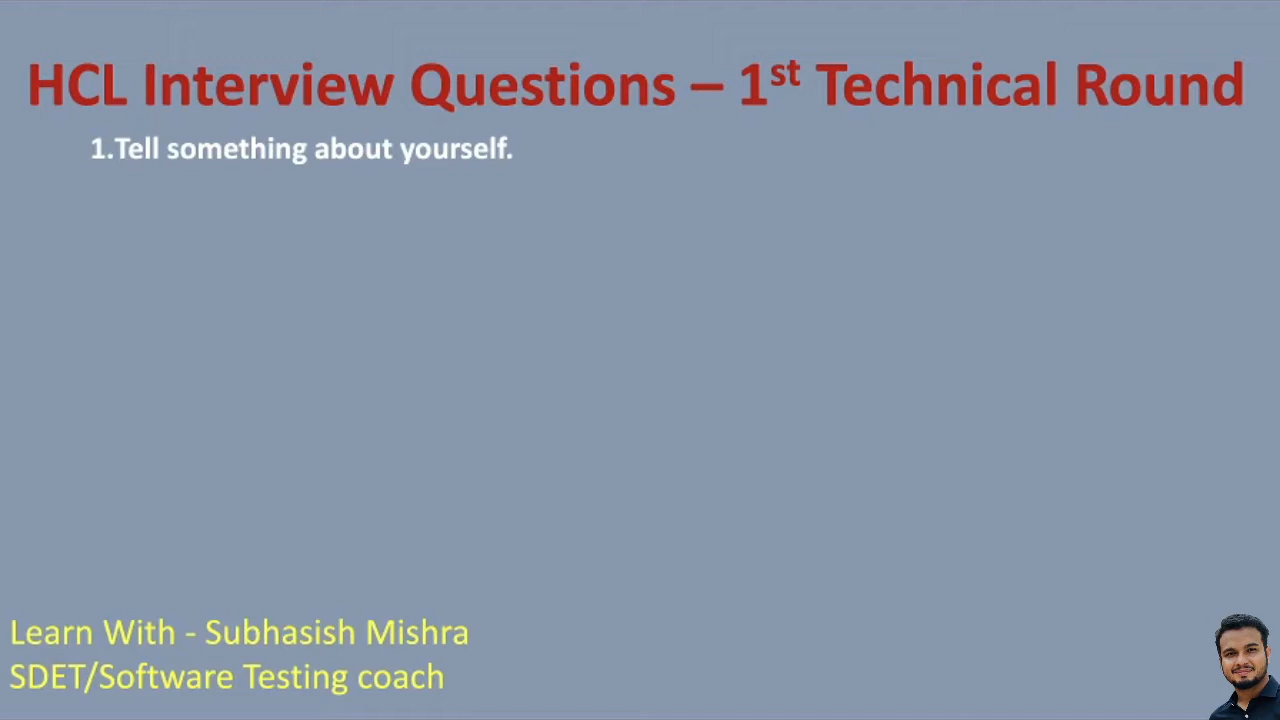 HCL Interview Questions – 1st Technical Round
1.Tell something about yourself.
Learn With - Subhasish Mishra
SDET/Software Testing coach